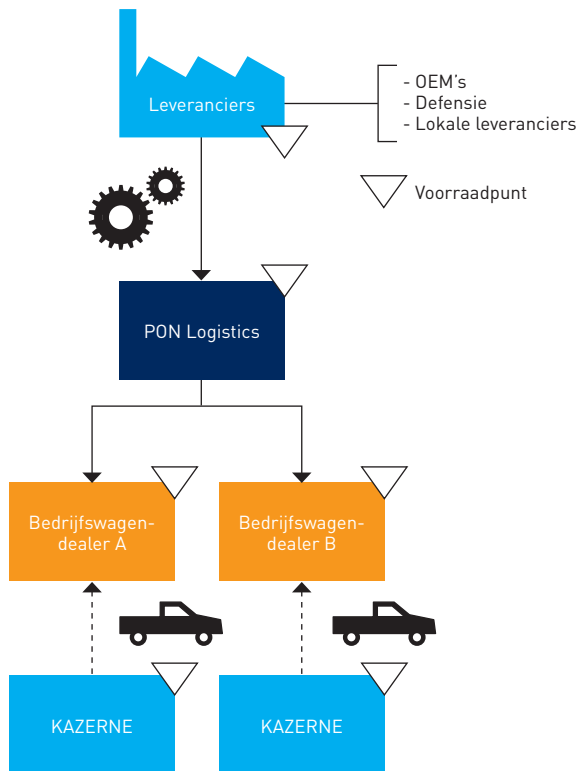 Leveranciers
- OEM's
- Defensie
- Lokale leveranciers
Voorraadpunt
PON Logistics
Bedrijfswagen-
dealer A
Bedrijfswagen-
dealer B
KAZERNE
KAZERNE